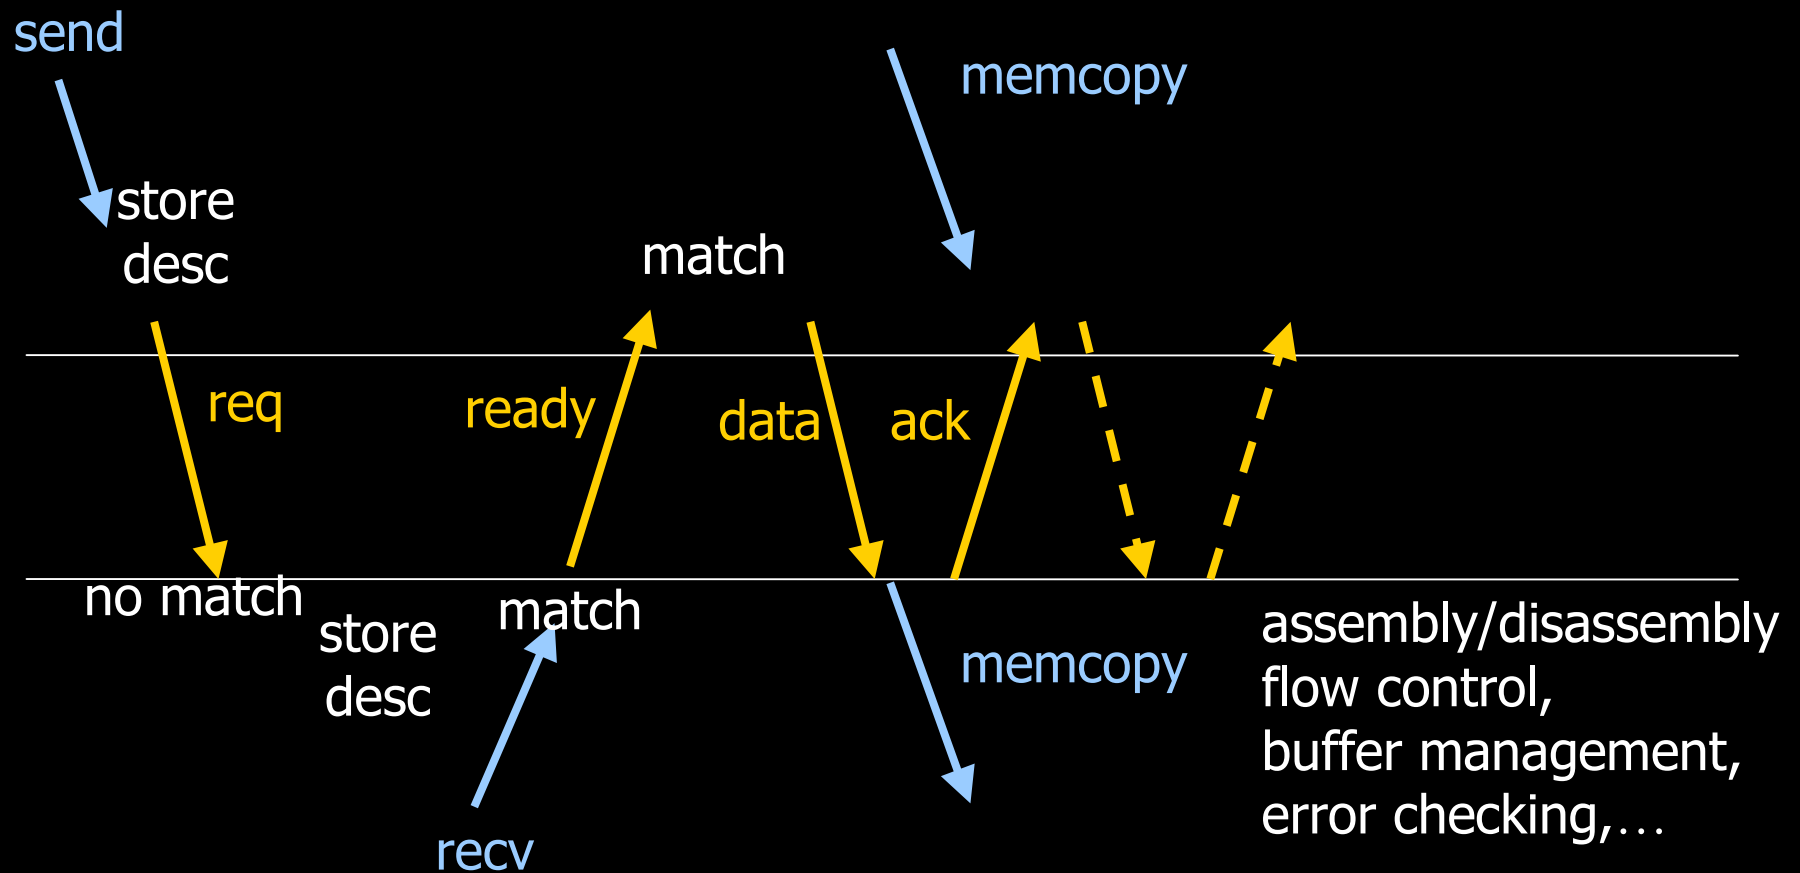 send
memcopy
store
desc
match
req
ready
data
ack
no match
store
desc
match
memcopy
assembly/disassembly
flow control,
buffer management,
error checking,…
recv